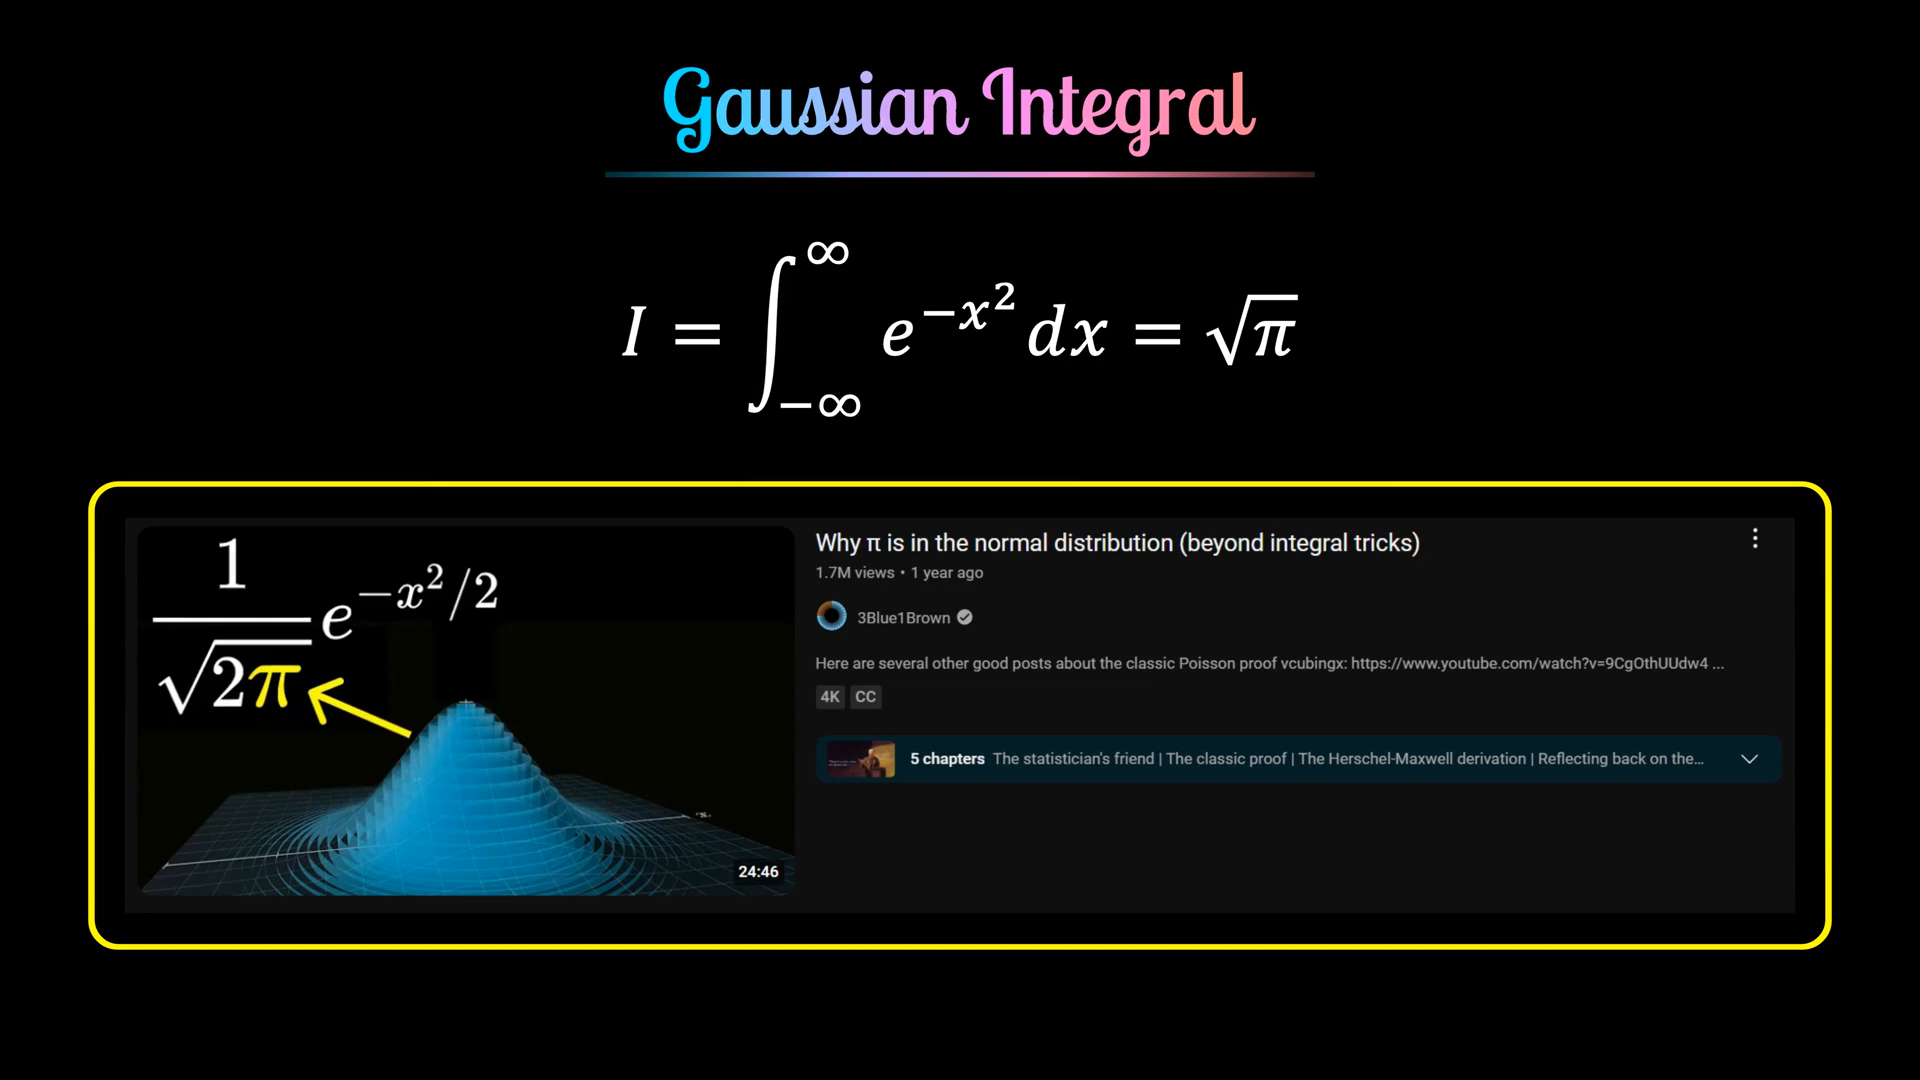 Gaussian Integral
I = ∫_{-∞}^{∞} e^{-x^2} dx = √π
1/√(2π) e^{-x^2/2}
24:46
Why π is in the normal distribution (beyond integral tricks)
1.7M views • 1 year ago
3Blue1Brown
Here are several other good posts about the classic Poisson proof vcubingx: https://www.youtube.com/watch?v=9CgOthUUdw4 ...
4K CC
5 chapters The statistician's friend | The classic proof | The Herschel-Maxwell derivation | Reflecting back on the...